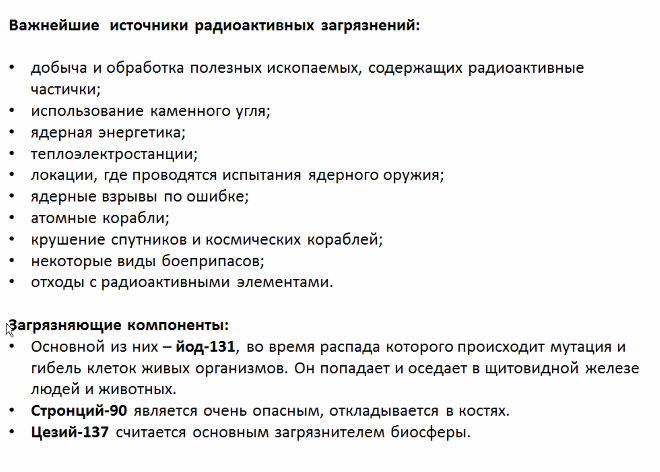 Важнейшие источники радиоактивных загрязнений:
• добыча и обработка полезных ископаемых, содержащих радиоактивные
частички;
• использование каменного угля;
• ядерная энергетика;
• теплоэлектростанции;
• локации, где проводятся испытания ядерного оружия;
• ядерные взрывы по ошибке;
• атомные корабли;
• крушение спутников и космических кораблей;
• некоторые виды боеприпасов;
• отходы с радиоактивными элементами.
Загрязняющие компоненты:
• Основной из них – йод-131, во время распада которого происходит мутация и
гибель клеток живых организмов. Он попадает и оседает в щитовидной железе
людей и животных.
• Стронций-90 является очень опасным, откладывается в костях.
• Цезий-137 считается основным загрязнителем биосферы.